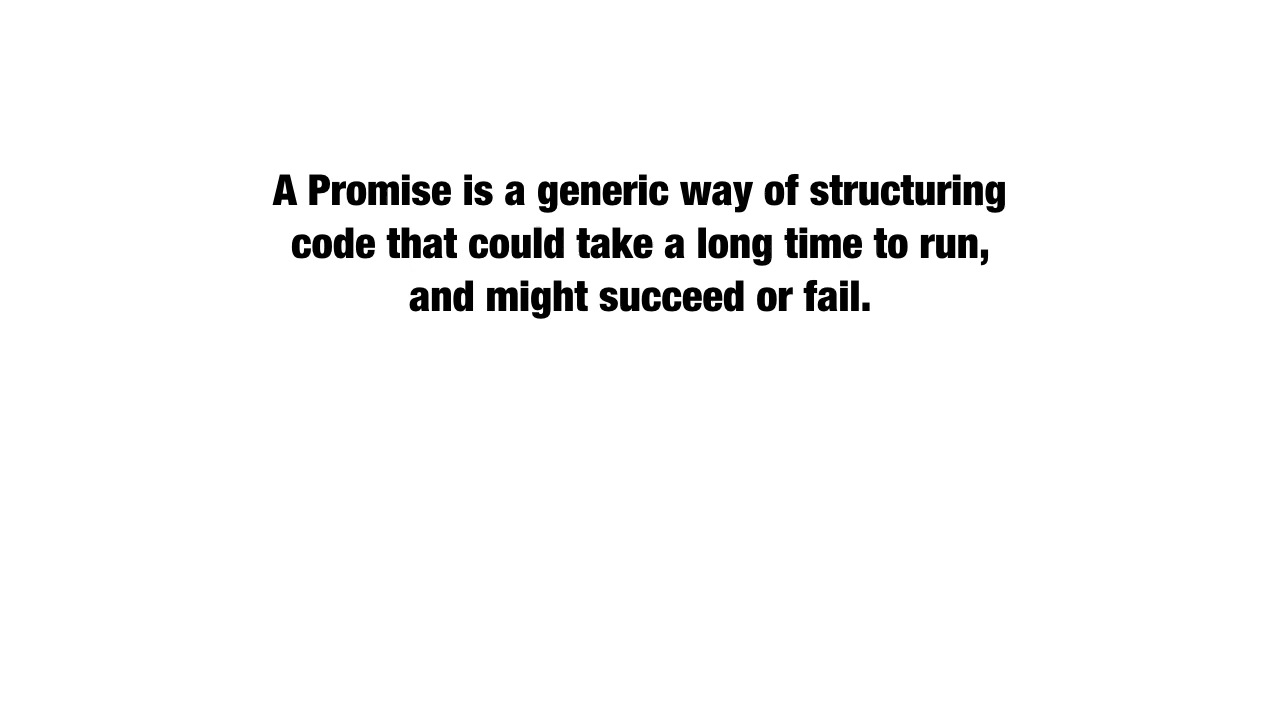 A Promise is a generic way of structuring
code that could take a long time to run,
and might succeed or fail.